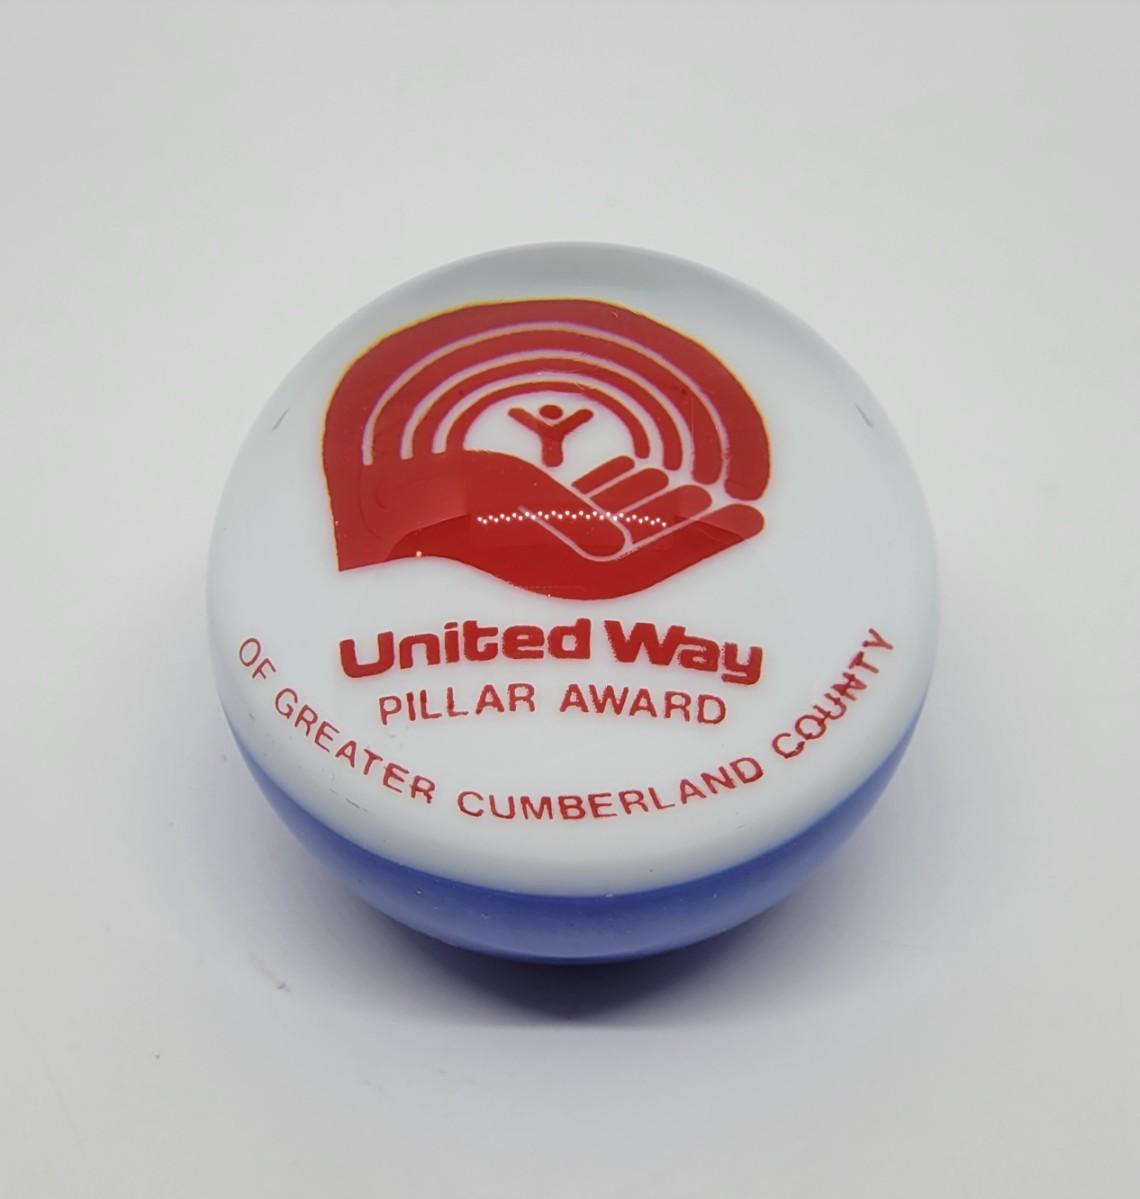 United Way
PILLAR AWARD
OF GREATER CUMBERLAND COUNTY